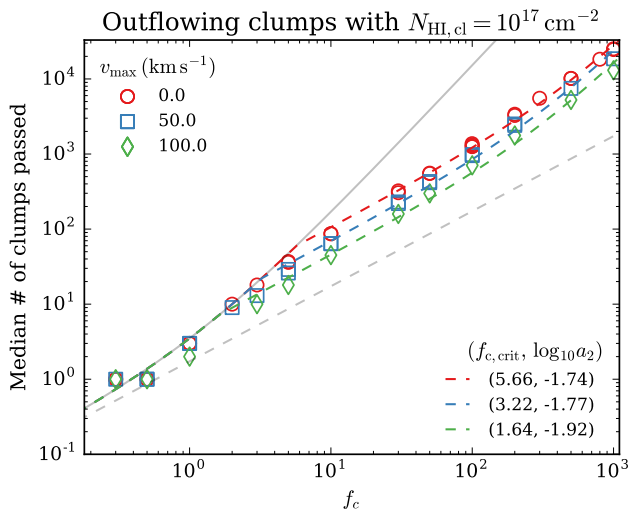 Outflowing clumps with N_HI, cl = 10^17 cm^−2
v_max (km s^−1)
0.0
50.0
100.0
Median # of clumps passed
10^4
10^3
10^2
10^1
10^0
10^-1
(f_c, crit, log_10 a_2)
(5.66, -1.74)
(3.22, -1.77)
(1.64, -1.92)
10^0 10^1 10^2 10^3
f_c